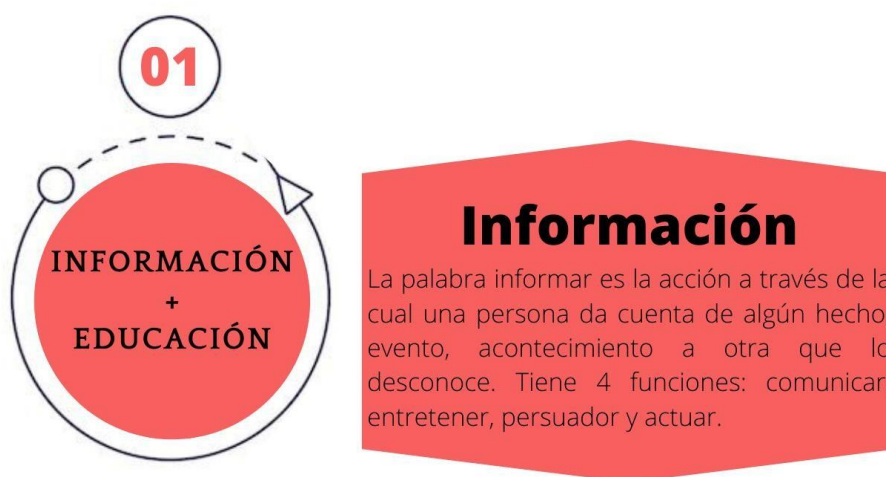 01
INFORMACIÓN
+
EDUCACIÓN
Información
La palabra informar es la acción a través de la
cual una persona da cuenta de algún hecho
evento, acontecimiento a otra que lo
desconoce. Tiene 4 funciones: comunicar
entretener, persuador y actuar.